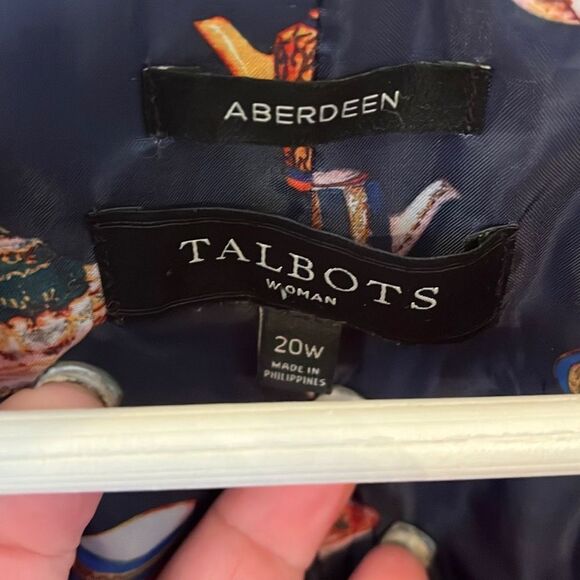 ABERDEEN
TALBOTS
WOMAN
20W
MADE IN
PHILIPPINES